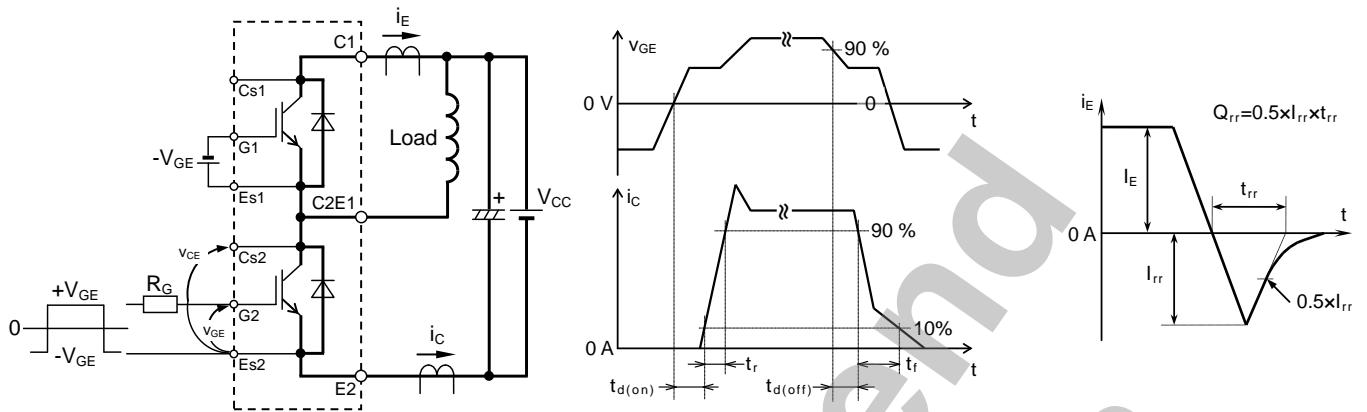 i_E
C1
Cs1
G1
-V_GE
Es1
Load
C2E1
+
V_CC
v_CE
Cs2
+V_GE
R_G
0
G2
v_GE
-V_GE
Es2
i_C
E2
v_GE
90 %
0 V
0
t
i_C
90 %
10%
0 A
t_r
t_f
t
t_d(on)
t_d(off)
i_E
Q_rr=0.5×I_rr×t_rr
I_E
t_rr
0 A
t
I_rr
0.5×I_rr